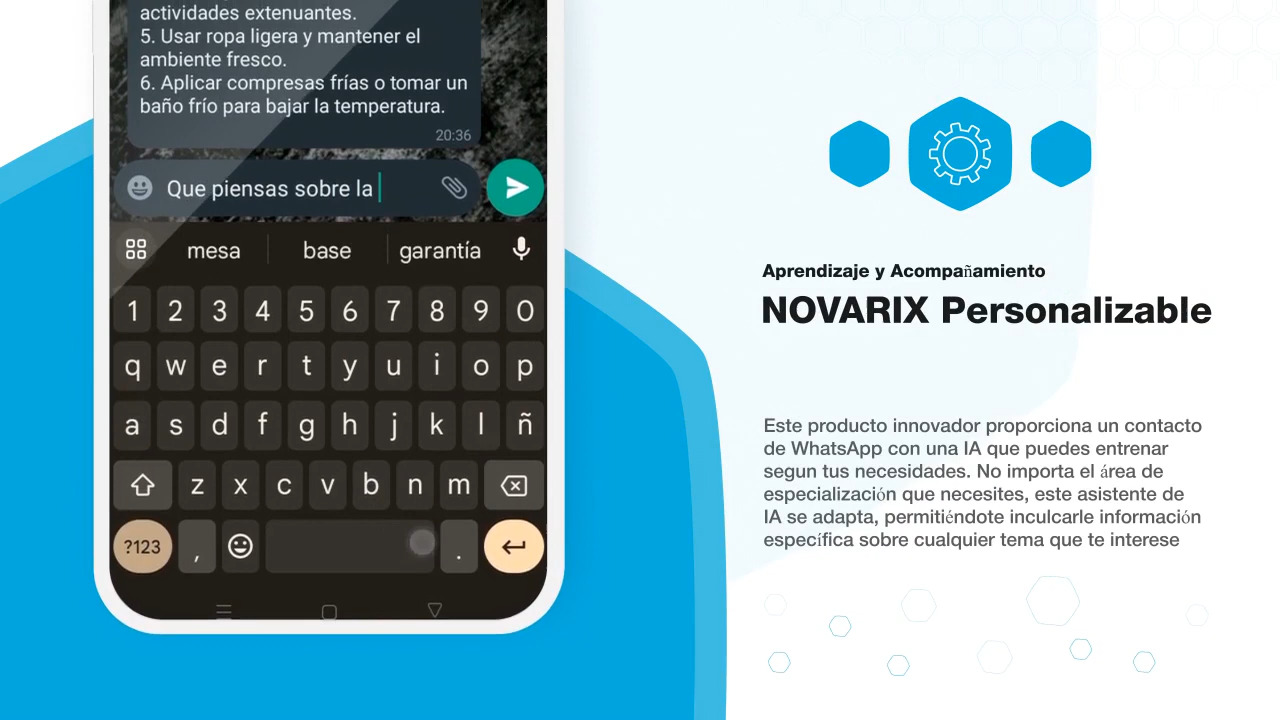 actividades extenuantes.
5. Usar ropa ligera y mantener el
ambiente fresco.
6. Aplicar compresas frías o tomar un
baño frío para bajar la temperatura.
20:36
Que piensas sobre la
mesa base garantía
1 2 3 4 5 6 7 8 9 0
q w e r t y u i o p
a s d f g h j k l ñ
z x c v b n m
?123 , .
Aprendizaje y Acompañamiento
NOVARIX Personalizable
Este producto innovador proporciona un contacto
de WhatsApp con una IA que puedes entrenar
segun tus necesidades. No importa el área de
especialización que necesites, este asistente de
IA se adapta, permitiéndote inculcarle información
específica sobre cualquier tema que te interese